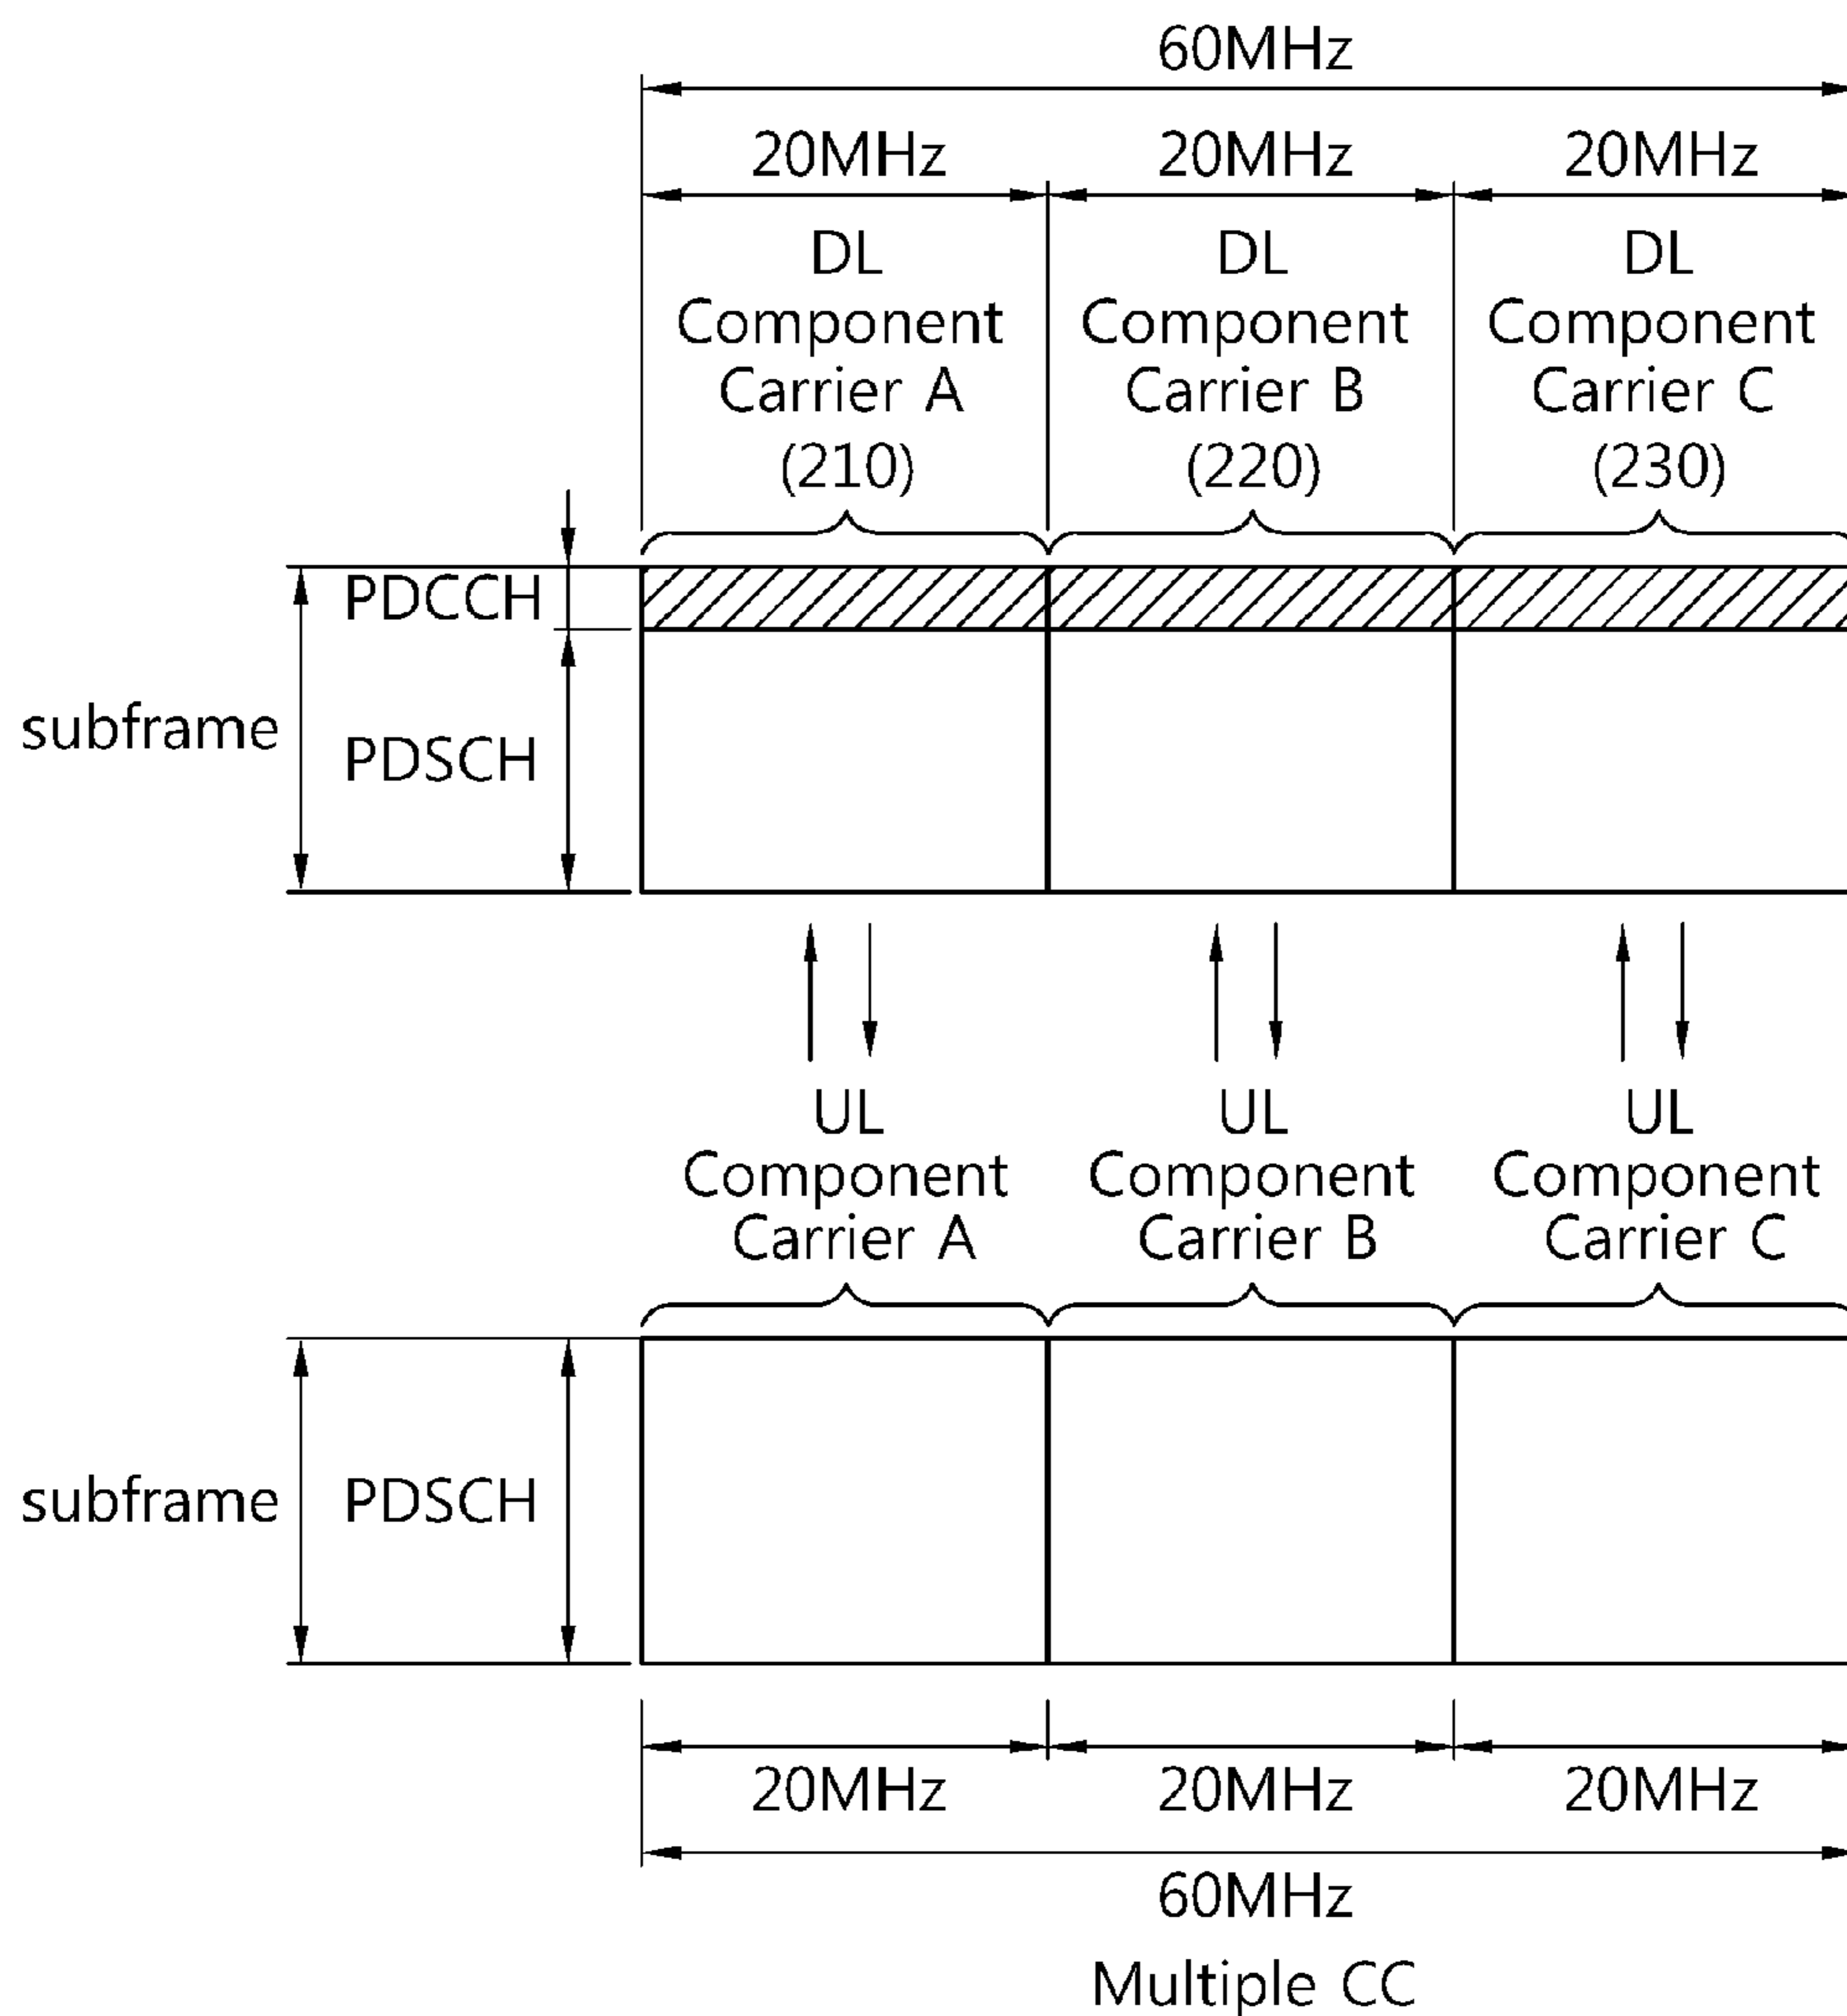 60MHz
20MHz 20MHz 20MHz
DL DL DL
Component Component Component
Carrier A Carrier B Carrier C
(210) (220) (230)
PDCCH
subframe
PDSCH
UL UL UL
Component Component Component
Carrier A Carrier B Carrier C
subframe PDSCH
20MHz 20MHz 20MHz
60MHz
Multiple CC